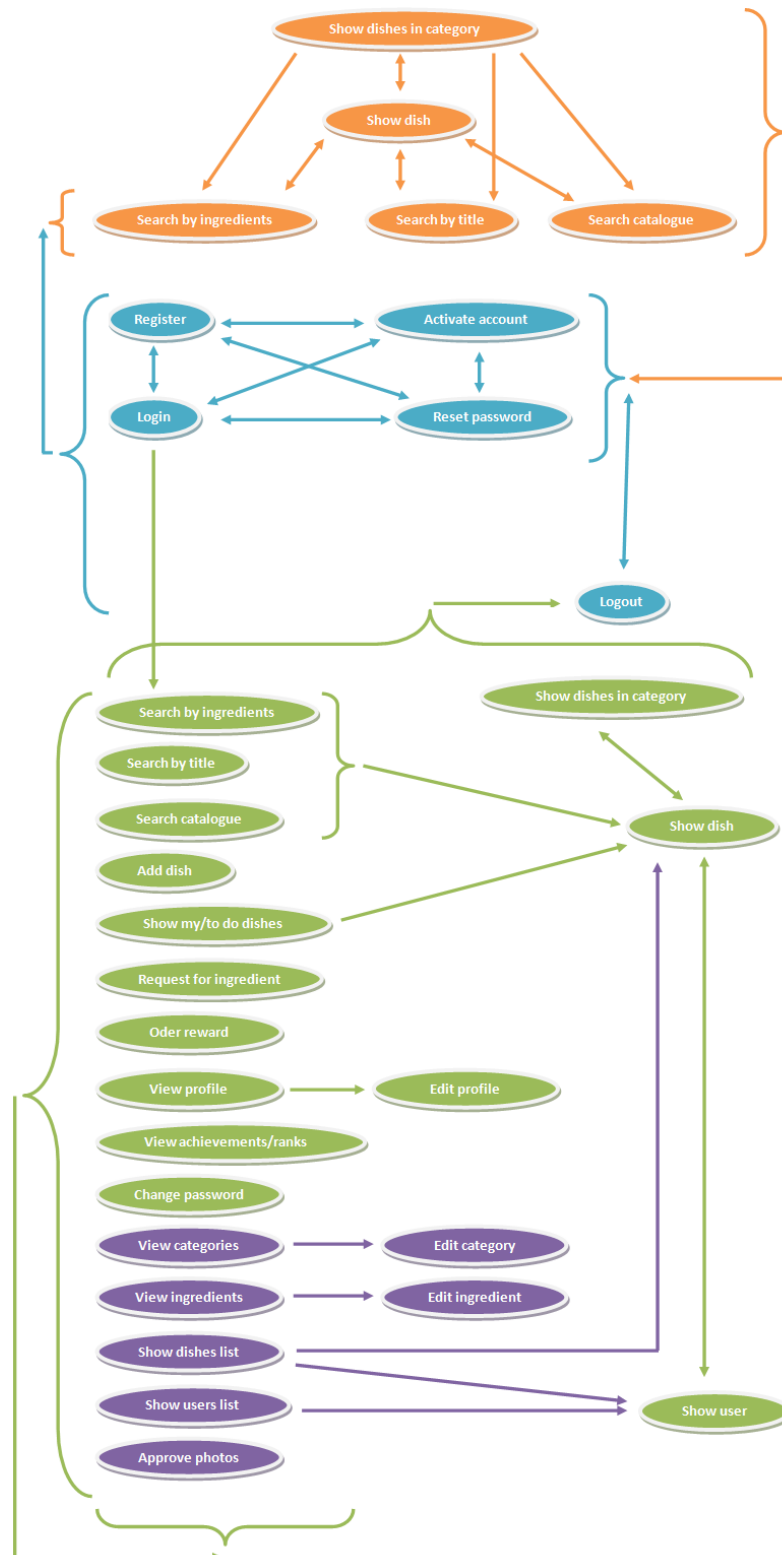 Show dishes in category
Show dish
Search by ingredients
Search by title
Search catalogue
Register
Activate account
Login
Reset password
Logout
Show dishes in category
Search by ingredients
Search by title
Search catalogue
Show dish
Add dish
Show my/to do dishes
Request for ingredient
Oder reward
View profile
Edit profile
View achievements/ranks
Change password
View categories
Edit category
View ingredients
Edit ingredient
Show dishes list
Show users list
Show user
Approve photos